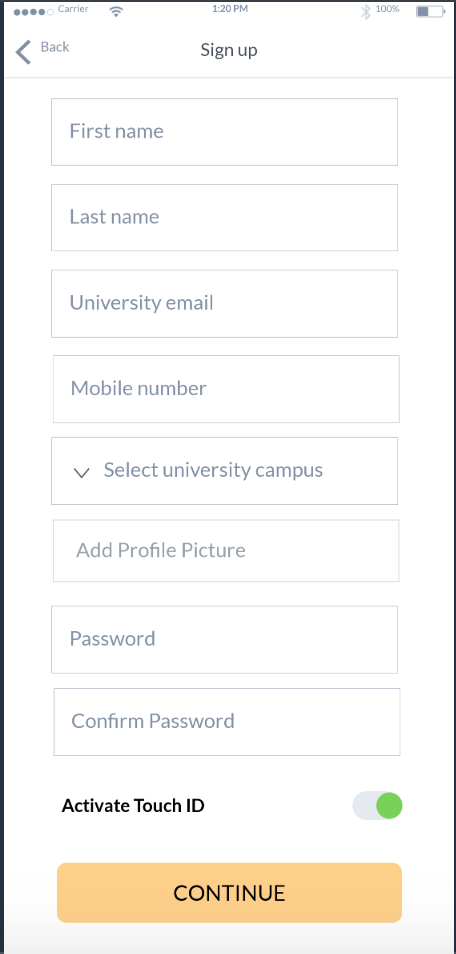 Carrier 1:20 PM 100%
Back Sign up
First name
Last name
University email
Mobile number
Select university campus
Add Profile Picture
Password
Confirm Password
Activate Touch ID
CONTINUE